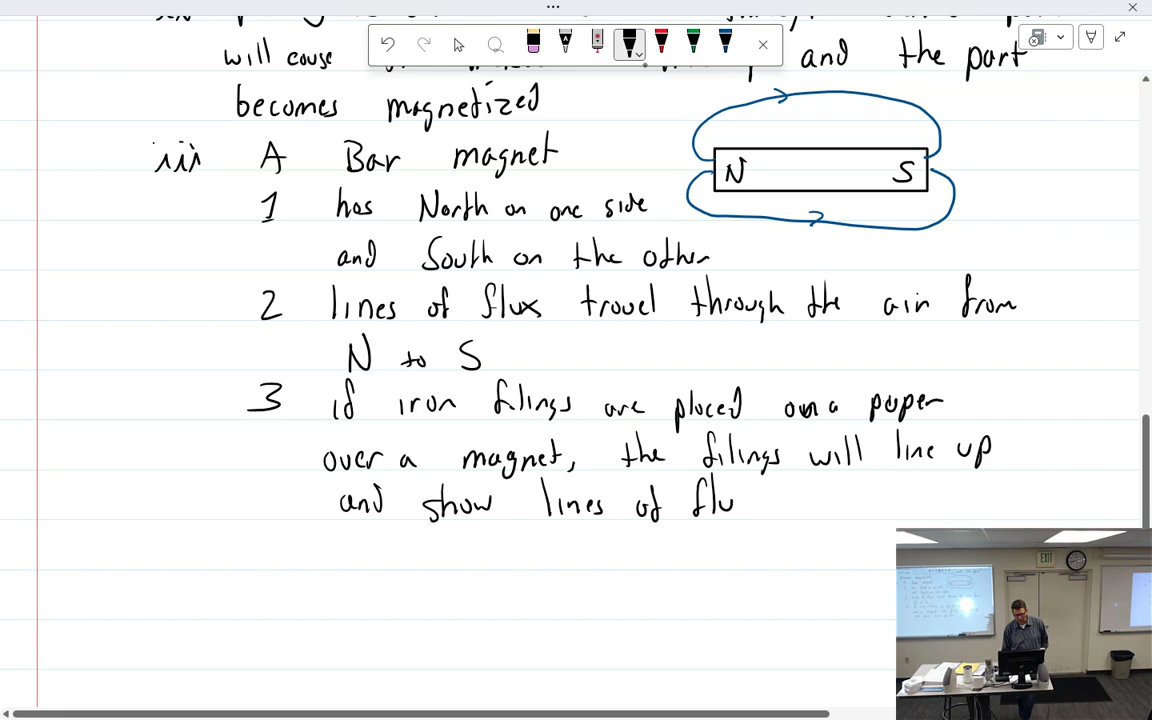 will cause
and the part
becomes magnetized
iii A Bar magnet
N S
1 has North on one side
and South on the other
2 lines of flux travel through the air from
N to S
3 if iron filings are placed on a paper
over a magnet, the filings will line up
and show lines of flu
EXIT